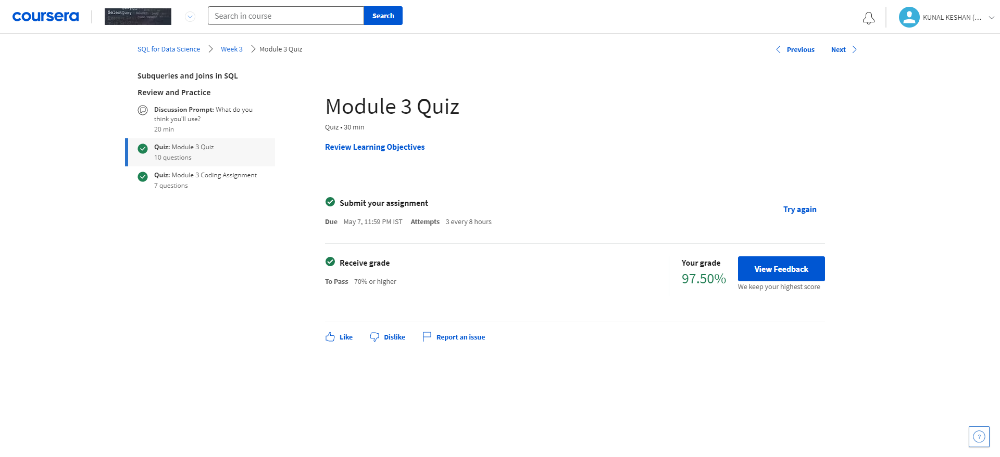 coursera
SelectQuery
Search in course
Search
KUNAL KESHAN (...
SQL for Data Science
Week 3
Module 3 Quiz
Previous
Next
Subqueries and Joins in SQL
Review and Practice
Discussion Prompt: What do you
think you'll use?
20 min
Quiz: Module 3 Quiz
10 questions
Quiz: Module 3 Coding Assignment
7 questions
Module 3 Quiz
Quiz • 30 min
Review Learning Objectives
Submit your assignment
Due May 7, 11:59 PM IST Attempts 3 every 8 hours
Try again
Receive grade
To Pass 70% or higher
Your grade
97.50%
View Feedback
We keep your highest score
Like
Dislike
Report an issue
?